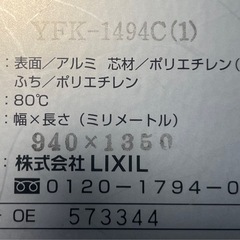 YFK-1494C(1)
：表面／アルミ 芯材／ポリエチレン（
ふち／ポリエチレン
：80℃
：幅×長さ（ミリメートル）
940×1350
：株式会社LIXIL
：0120-1794-0
OE 573344